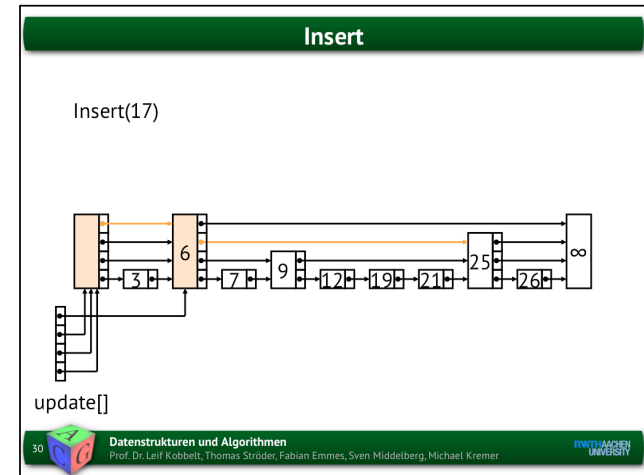 Insert
Insert(17)
6
∞
25
9
3
7
12
19
21
26
update[]
30
ACG
Datenstrukturen und Algorithmen
Prof. Dr. Leif Kobbelt, Thomas Ströder, Fabian Emmes, Sven Middelberg, Michael Kremer
RWTHAACHEN
UNIVERSITY